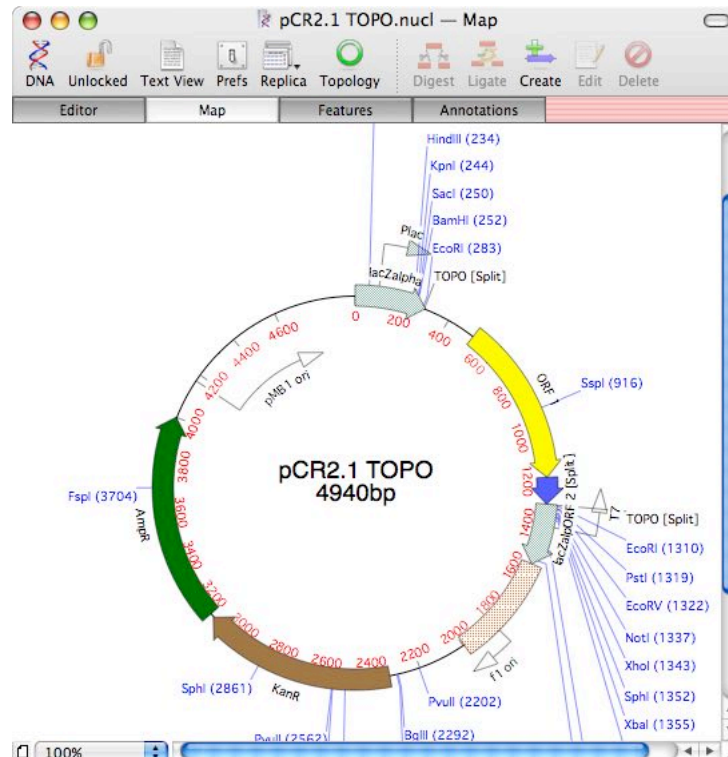 pCR2.1 TOPO.nucl — Map
DNA Unlocked Text View Prefs Replica Topology Digest Ligate Create Edit Delete
Editor Map Features Annotations
HindIII (234)
KpnI (244)
SacI (250)
BamHI (252)
EcoRI (283)
Plac
lacZalpha
TOPO [Split]
0
200
400
600
800
1000
1200
1400
1600
1800
2000
2200
2400
2600
2800
3000
3200
3400
3600
3800
4000
4200
4400
4600
ORF 1
SspI (916)
pMB1 ori
pCR2.1 TOPO
4940bp
FspI (3704)
AmpR
ORF 2 [Split]
lacZalp
T7
TOPO [Split]
EcoRI (1310)
PstI (1319)
EcoRV (1322)
NotI (1337)
XhoI (1343)
SphI (1352)
XbaI (1355)
f1 ori
PvuII (2202)
BglII (2292)
SphI (2861)
KanR
PvuII (2562)
100%